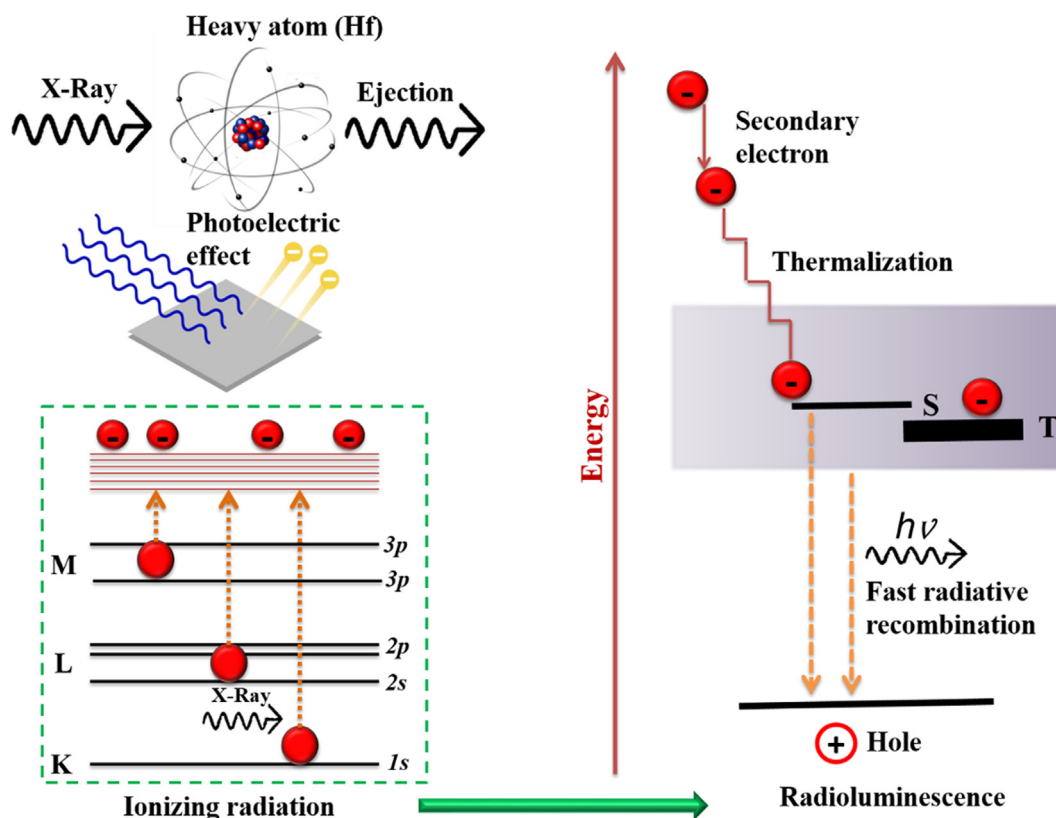 Heavy atom (Hf)
X-Ray
Ejection
Photoelectric
effect
M
3p
3p
L
2p
2s
X-Ray
K
1s
Ionizing radiation
Energy
Secondary
electron
Thermalization
S
T
hν
Fast radiative
recombination
+ Hole
Radioluminescence